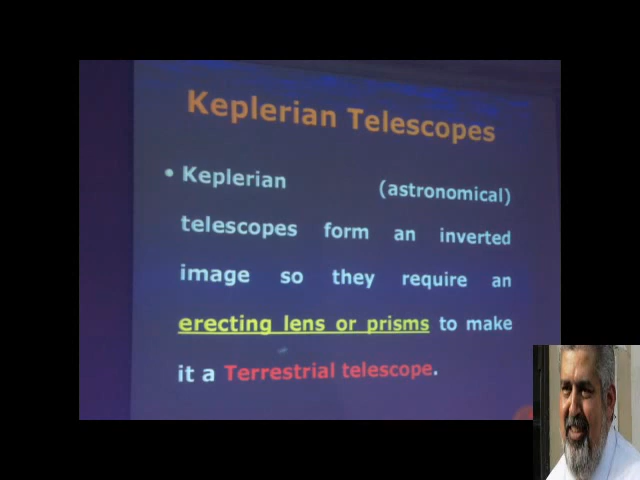 Keplerian Telescopes
• Keplerian (astronomical)
telescopes form an inverted
image so they require an
erecting lens or prisms to make
it a Terrestrial telescope.